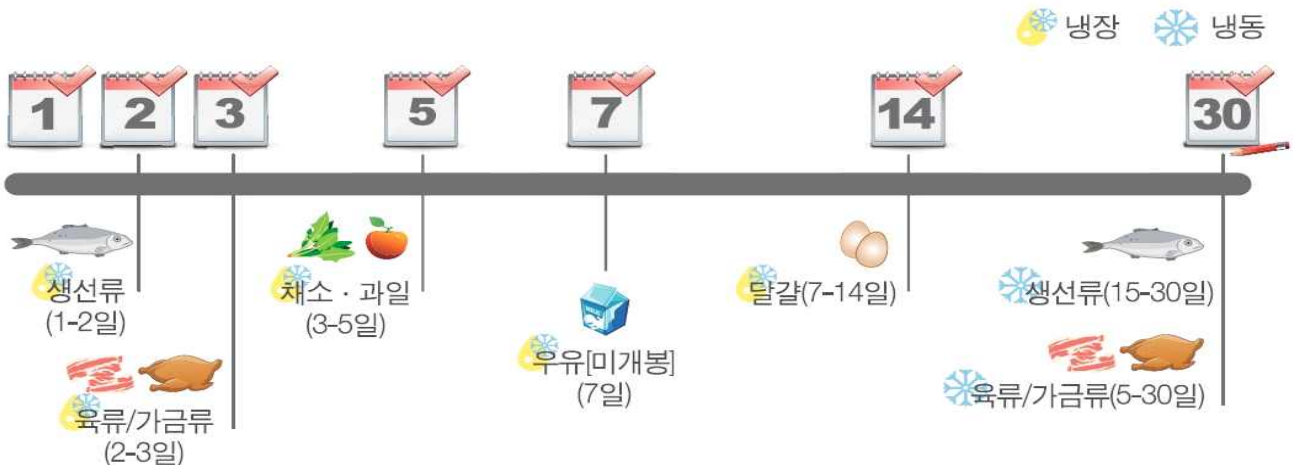 냉장 냉동
1 2 3 5 7 14 30
생선류
(1-2일)
채소 · 과일
(3-5일)
달걀(7-14일)
생선류(15-30일)
우유[미개봉]
(7일)
육류/가금류(5-30일)
육류/가금류
(2-3일)